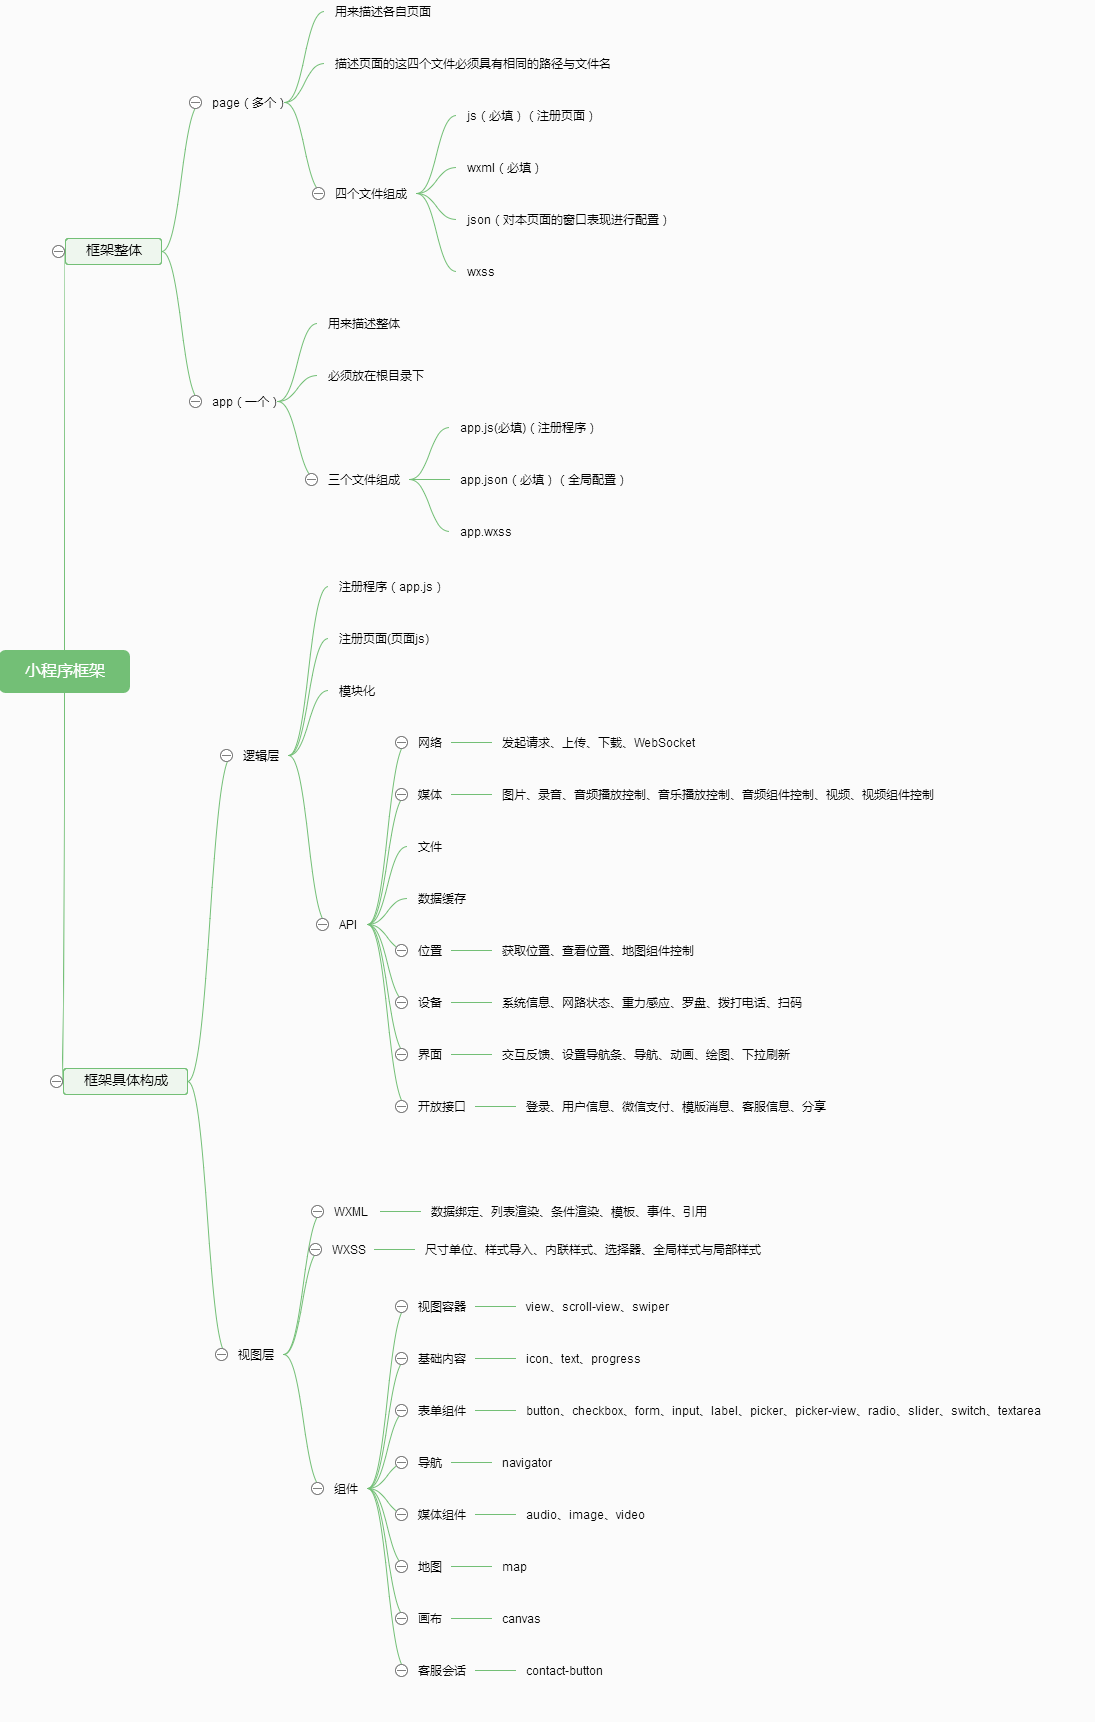 用来描述各自页面
描述页面的这四个文件必须具有相同的路径与文件名
page（多个）
js（必填）（注册页面）
wxml（必填）
四个文件组成
json（对本页面的窗口表现进行配置）
框架整体
wxss
用来描述整体
必须放在根目录下
app（一个）
app.js(必填)（注册程序）
三个文件组成
app.json（必填）（全局配置）
app.wxss
注册程序（app.js）
注册页面(页面js)
小程序框架
模块化
逻辑层
网络 发起请求、上传、下载、WebSocket
媒体 图片、录音、音频播放控制、音乐播放控制、音频组件控制、视频、视频组件控制
文件
数据缓存
API
位置 获取位置、查看位置、地图组件控制
设备 系统信息、网路状态、重力感应、罗盘、拨打电话、扫码
界面 交互反馈、设置导航条、导航、动画、绘图、下拉刷新
框架具体构成
开放接口 登录、用户信息、微信支付、模版消息、客服信息、分享
WXML 数据绑定、列表渲染、条件渲染、模板、事件、引用
WXSS 尺寸单位、样式导入、内联样式、选择器、全局样式与局部样式
视图层
视图容器 view、scroll-view、swiper
基础内容 icon、text、progress
表单组件 button、checkbox、form、input、label、picker、picker-view、radio、slider、switch、textarea
导航 navigator
组件
媒体组件 audio、image、video
地图 map
画布 canvas
客服会话 contact-button